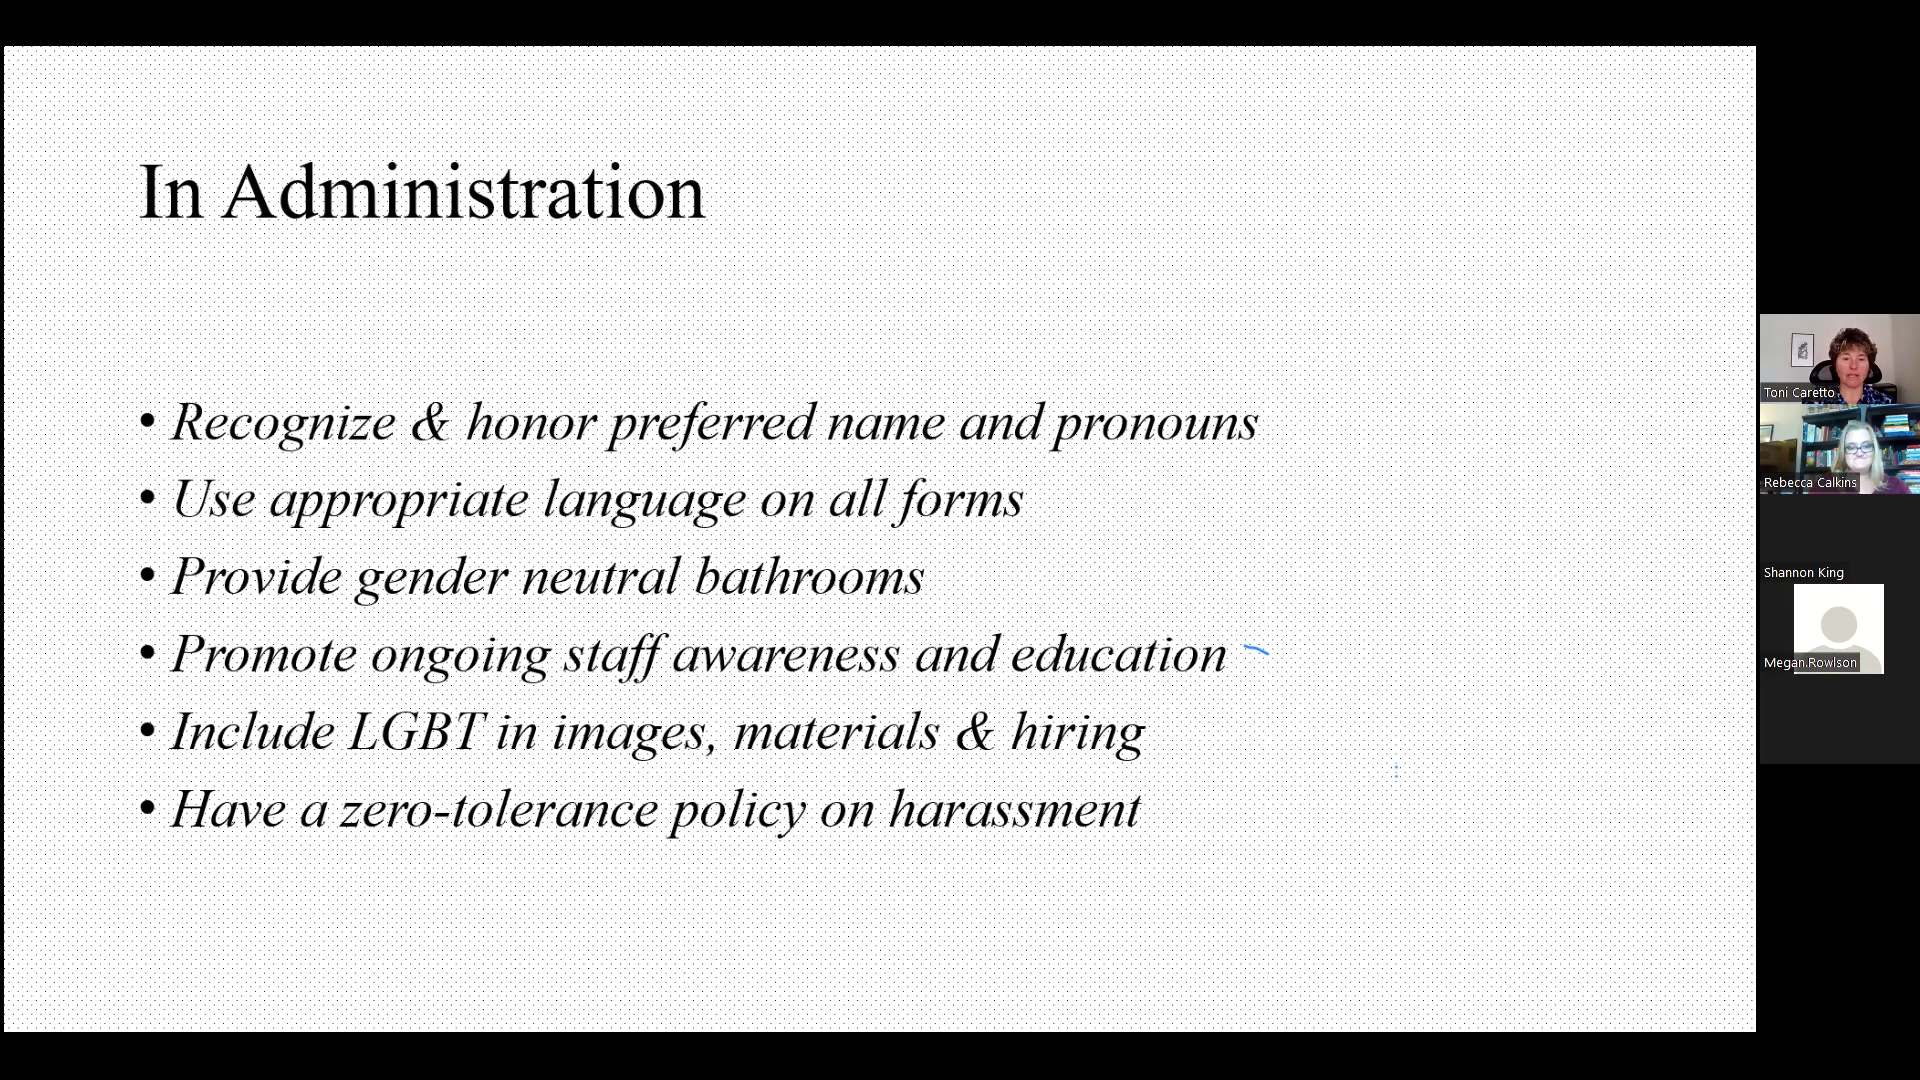 In Administration
• Recognize & honor preferred name and pronouns
• Use appropriate language on all forms
• Provide gender neutral bathrooms
• Promote ongoing staff awareness and education
• Include LGBT in images, materials & hiring
• Have a zero-tolerance policy on harassment
Toni Caretto
Rebecca Calkins
Shannon King
Megan.Rowlson